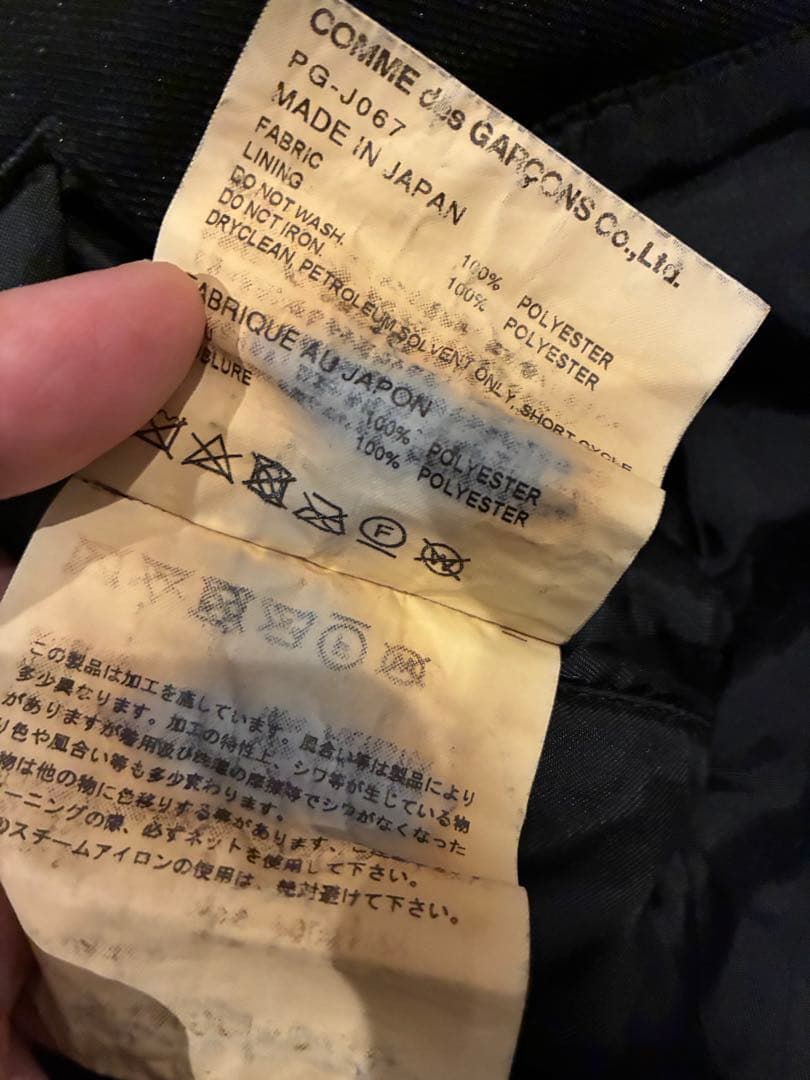 COMME des GARÇONS Co.,Ltd.
PG-J067
MADE IN JAPAN
FABRIC 100% POLYESTER
LINING 100% POLYESTER
DO NOT WASH.
DO NOT IRON.
DRYCLEAN, PETROLEUM SOLVENT ONLY, SHORT CYCLE
FABRIQUE AU JAPON
100% POLYESTER
BLURE 100% POLYESTER
F
この製品は加工を施しています。風合い等は製品により
多少異なります。加工の特性上、シワ等が生じている物
がありますが着用及び洗濯の摩擦等でシワがなくなった
り色や風合い等も多少変わります。
物は他の物に色移りする事があります、
ーニングの際、必ずネットを使用して下さい。
スチームアイロンの使用は、絶対避けて下さい。